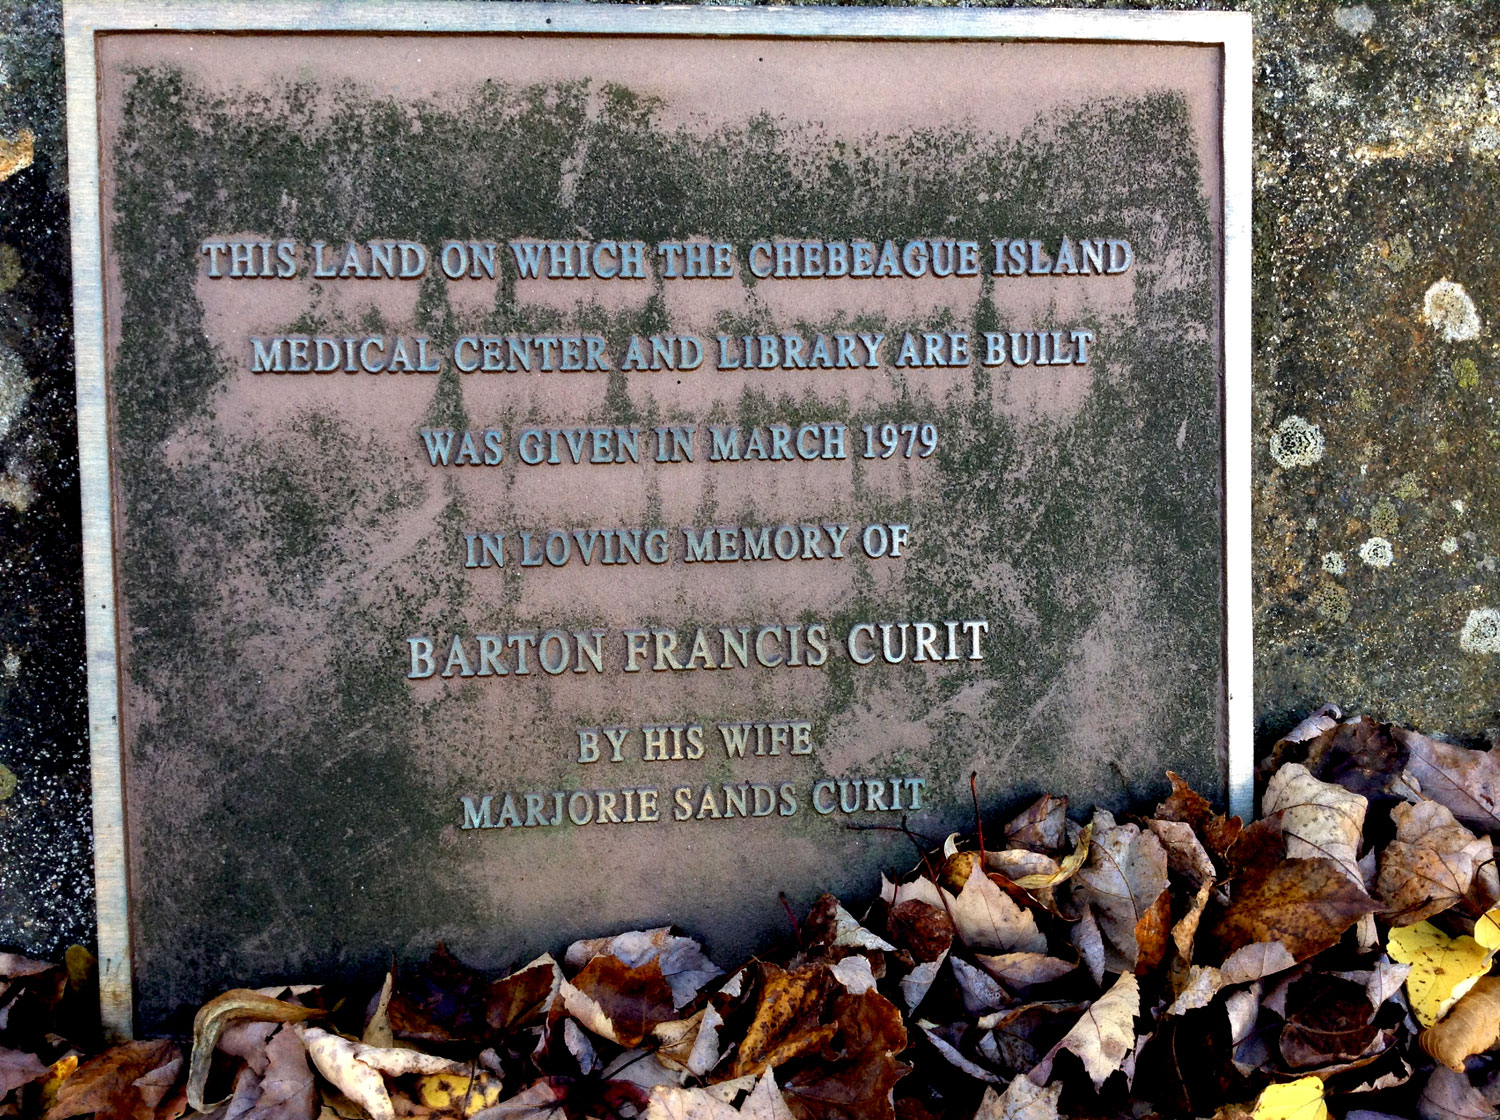 THIS LAND ON WHICH THE CHEBEAGUE ISLAND
MEDICAL CENTER AND LIBRARY ARE BUILT
WAS GIVEN IN MARCH 1979
IN LOVING MEMORY OF
BARTON FRANCIS CURIT
BY HIS WIFE
MARJORIE SANDS CURIT